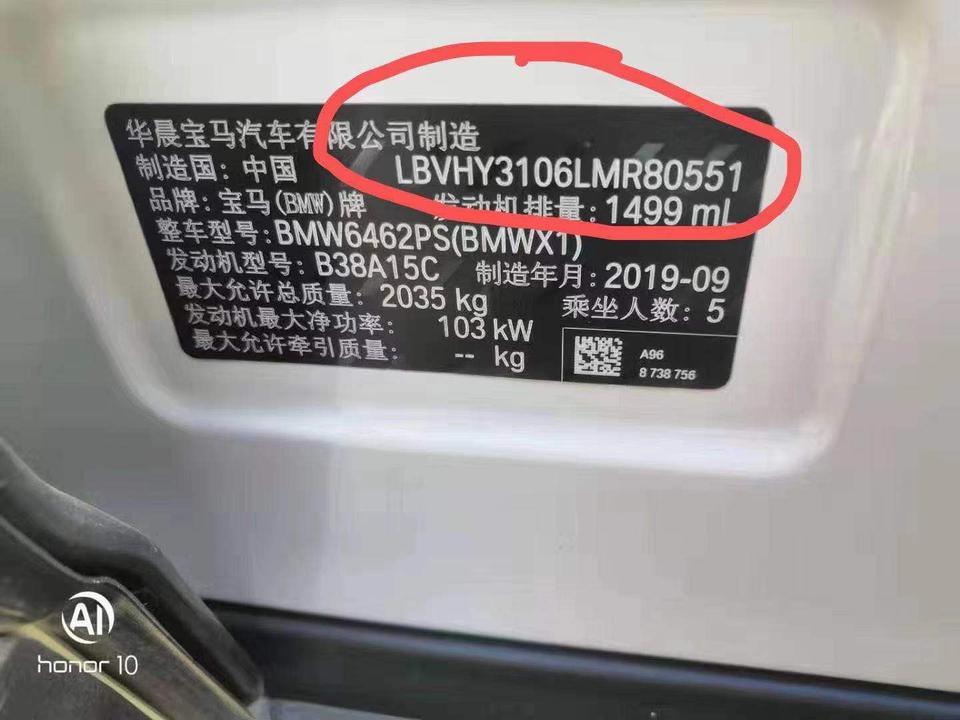 华晨宝马汽车有限公司制造
制造国：中国 LBVHY3106LMR80551
品牌：宝马(BMW)牌 发动机排量：1499 mL
整车型号：BMW6462PS(BMWX1)
发动机型号：B38A15C 制造年月：2019-09
最大允许总质量：2035 kg 乘坐人数：5
发动机最大净功率：103 kW
最大允许牵引质量：-- kg
A96
8 738 756
AI
honor 10